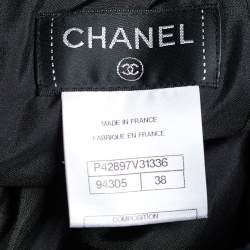 CHANEL
MADE IN FRANCE
FABRIQUE EN FRANCE
P42897V31336
94305 38
COMPOSITION